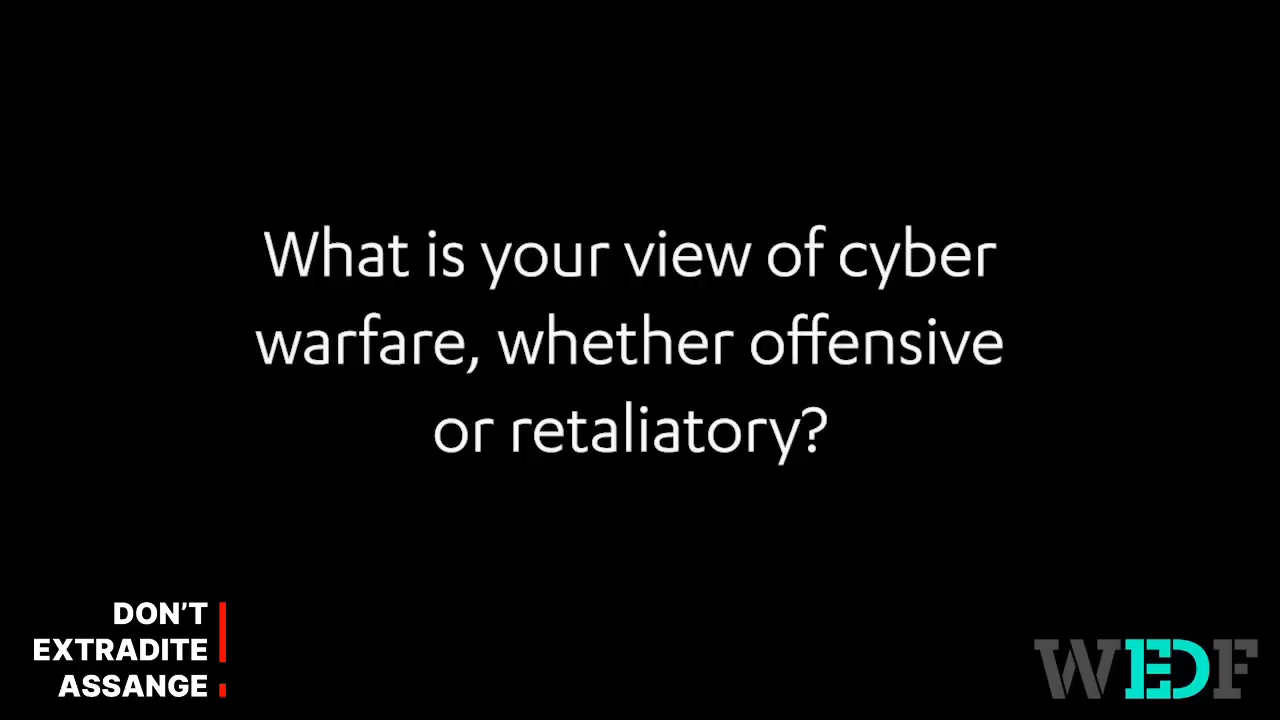 What is your view of cyber
warfare, whether offensive
or retaliatory?
DON'T
EXTRADITE
ASSANGE
WEDF